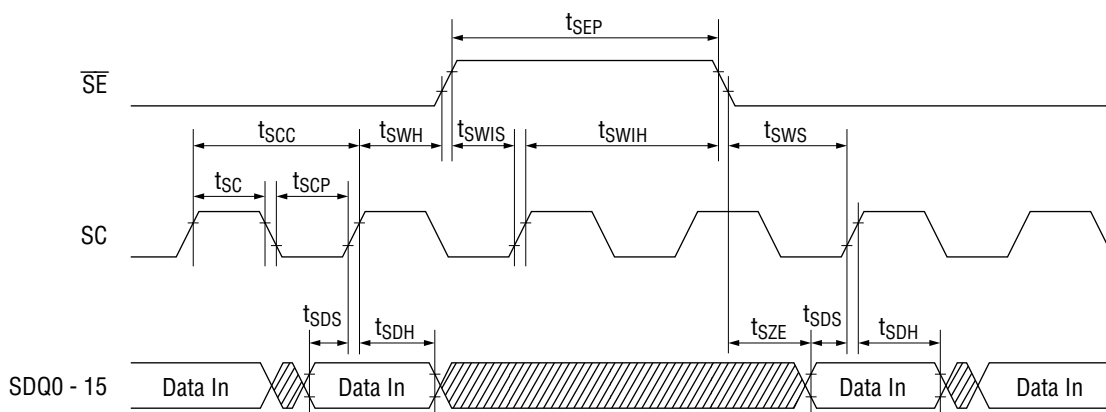 tSEP
SE
tSCC tSWH tSWIS tSWIH tSWS
tSC tSCP
SC
tSDS tSDH tSZE tSDS tSDH
SDQ0 - 15 Data In Data In Data In Data In